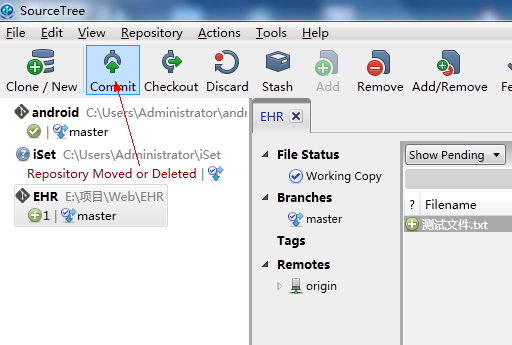 SourceTree
File Edit View Repository Actions Tools Help
Clone / New Commit Checkout Discard Stash Add Remove Add/Remove
android C:\Users\Administrator\andr
| master
iSet C:\Users\Administrator\iSet
Repository Moved or Deleted |
EHR E:\项目\Web\EHR
1 | master
EHR
File Status
Working Copy
Branches
master
Tags
Remotes
origin
Show Pending
? Filename
测试文件.txt